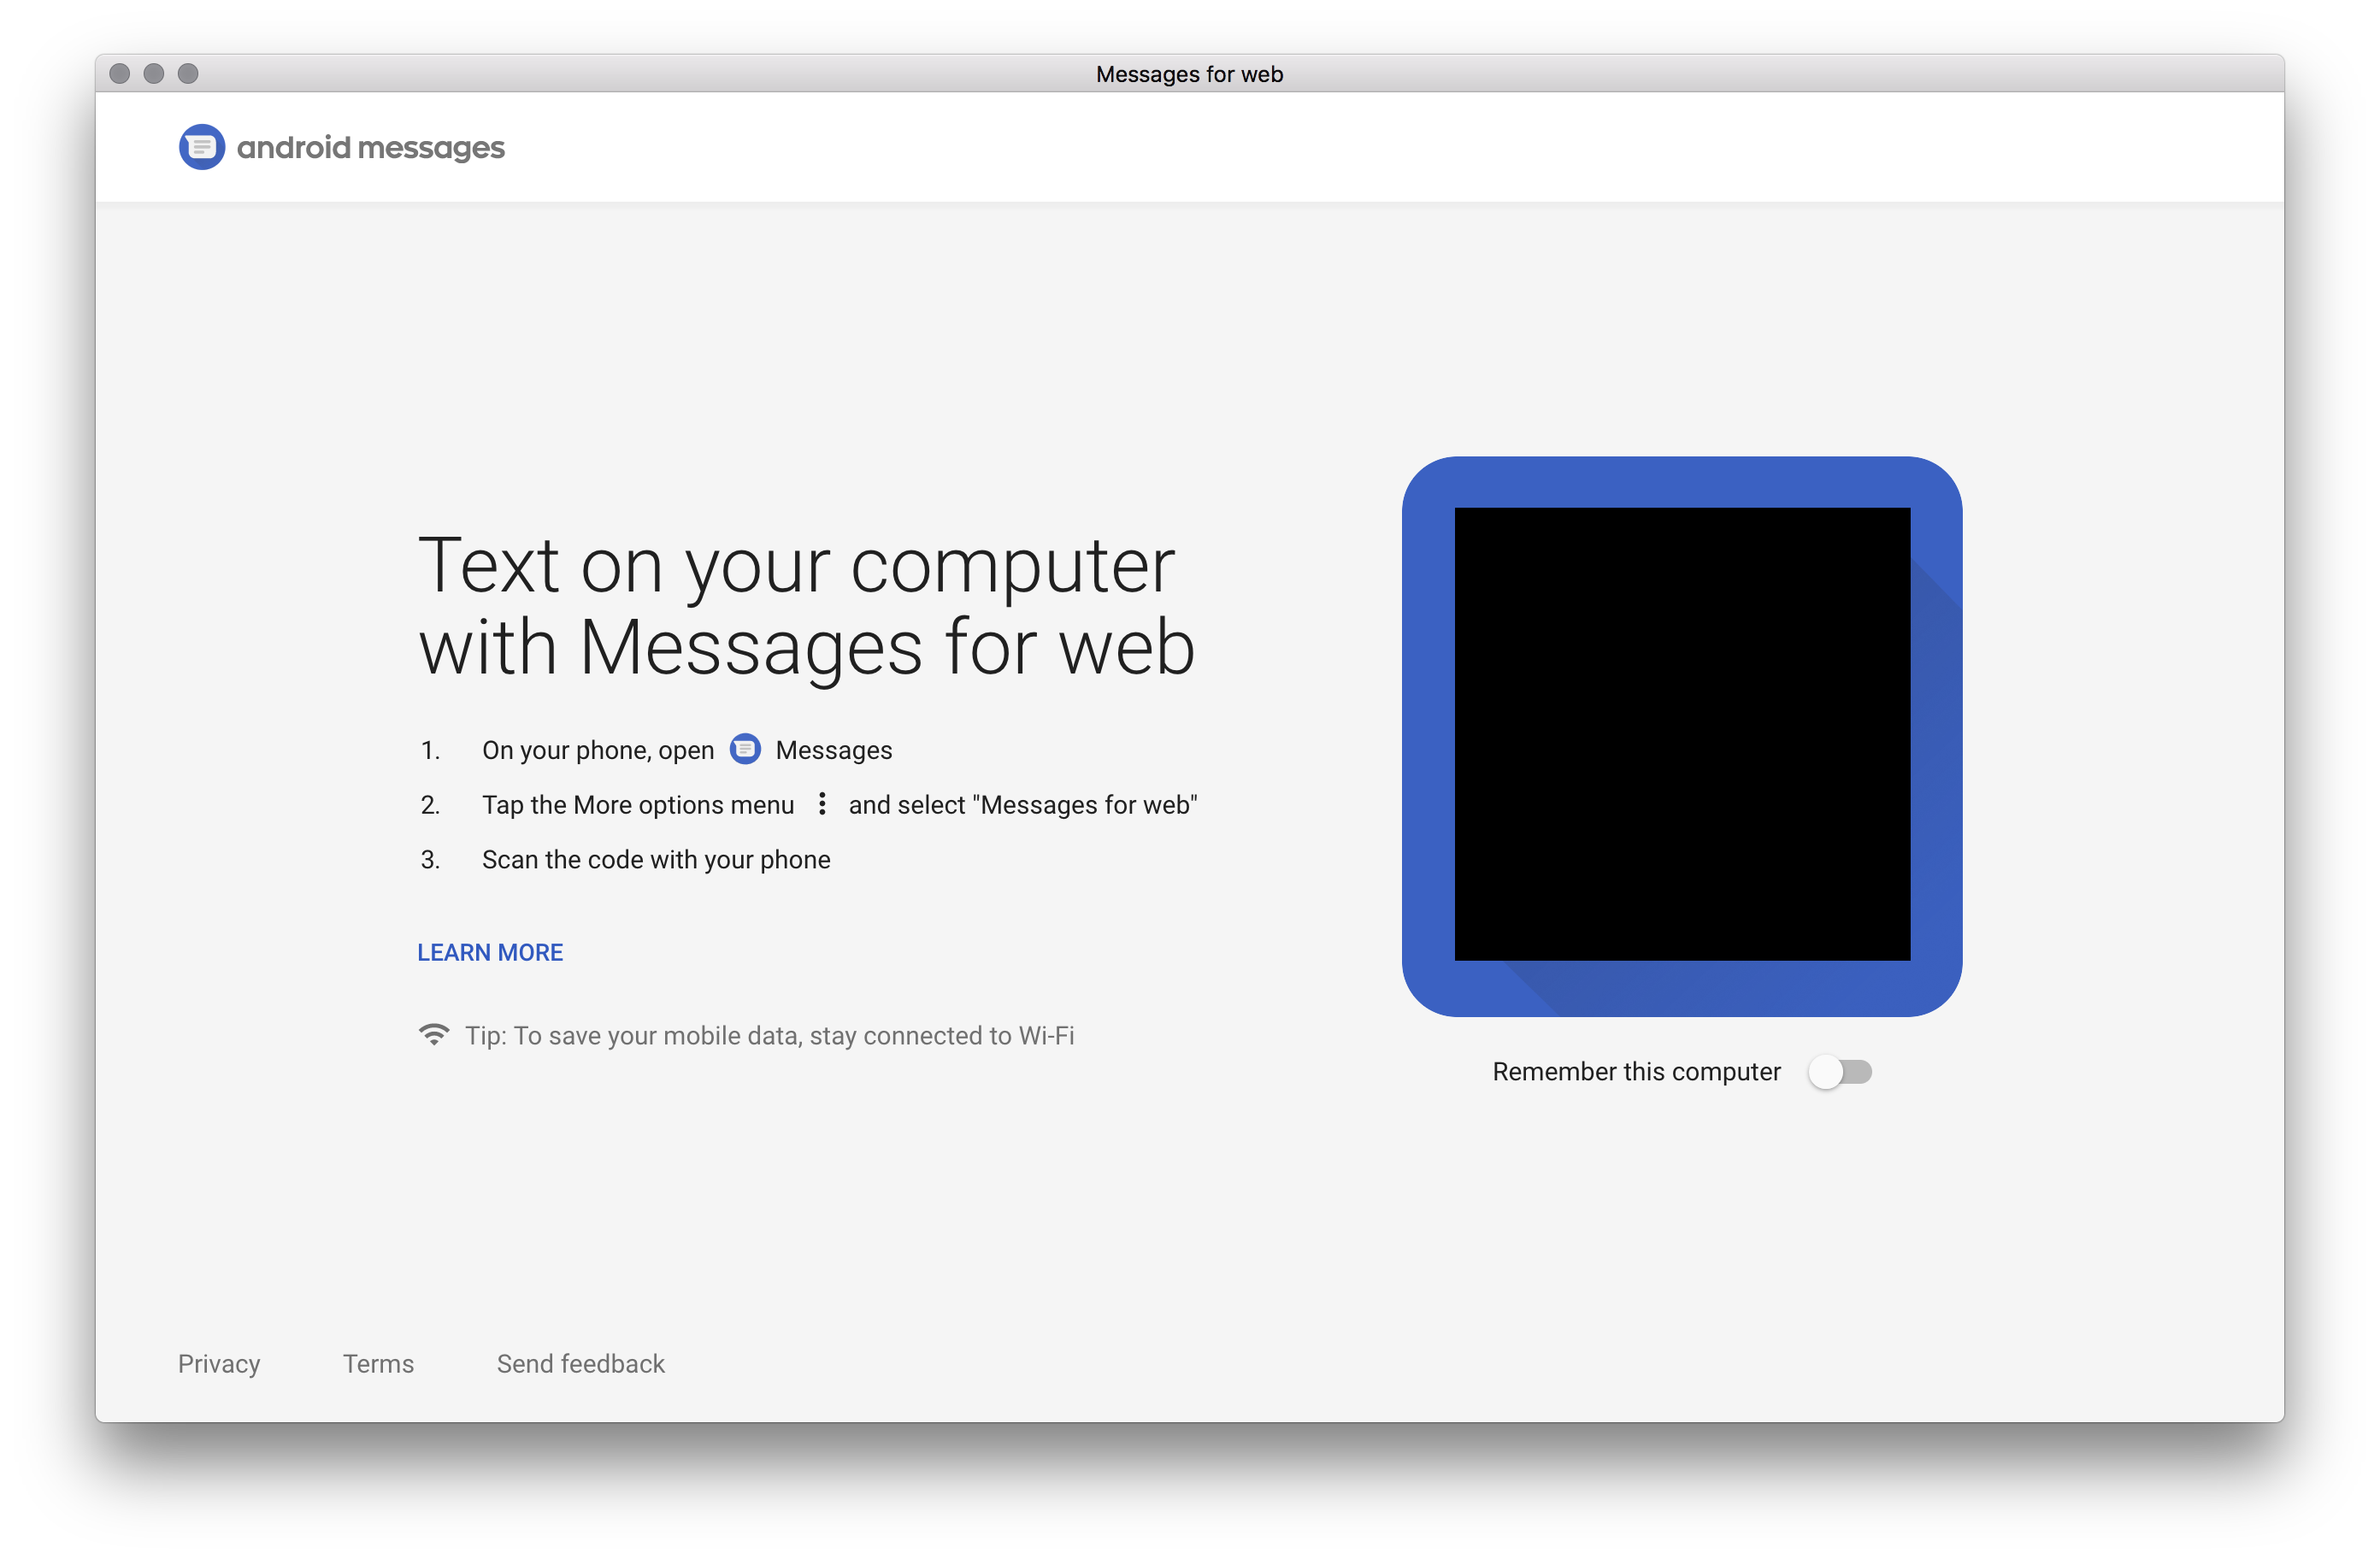 Messages for web
android messages
Text on your computer
with Messages for web
1. On your phone, open Messages
2. Tap the More options menu and select "Messages for web"
3. Scan the code with your phone
LEARN MORE
Tip: To save your mobile data, stay connected to Wi-Fi
Remember this computer
Privacy Terms Send feedback